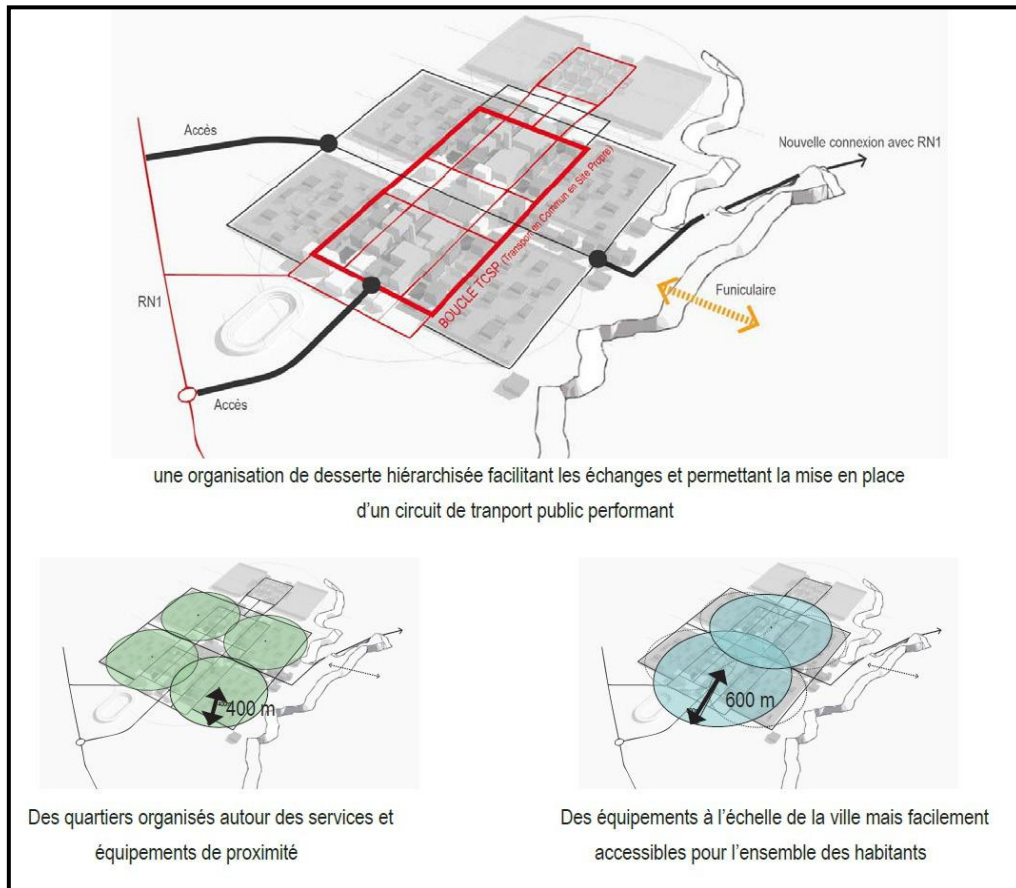 Accès
Nouvelle connexion avec RN1
BOUCLE TCSP (Transport en Commun en Site Propre)
Funiculaire
RN1
Accès
une organisation de desserte hiérarchisée facilitant les échanges et permettant la mise en place
d'un circuit de tranport public performant
400 m
600 m
Des quartiers organisés autour des services et
équipements de proximité
Des équipements à l'échelle de la ville mais facilement
accessibles pour l'ensemble des habitants